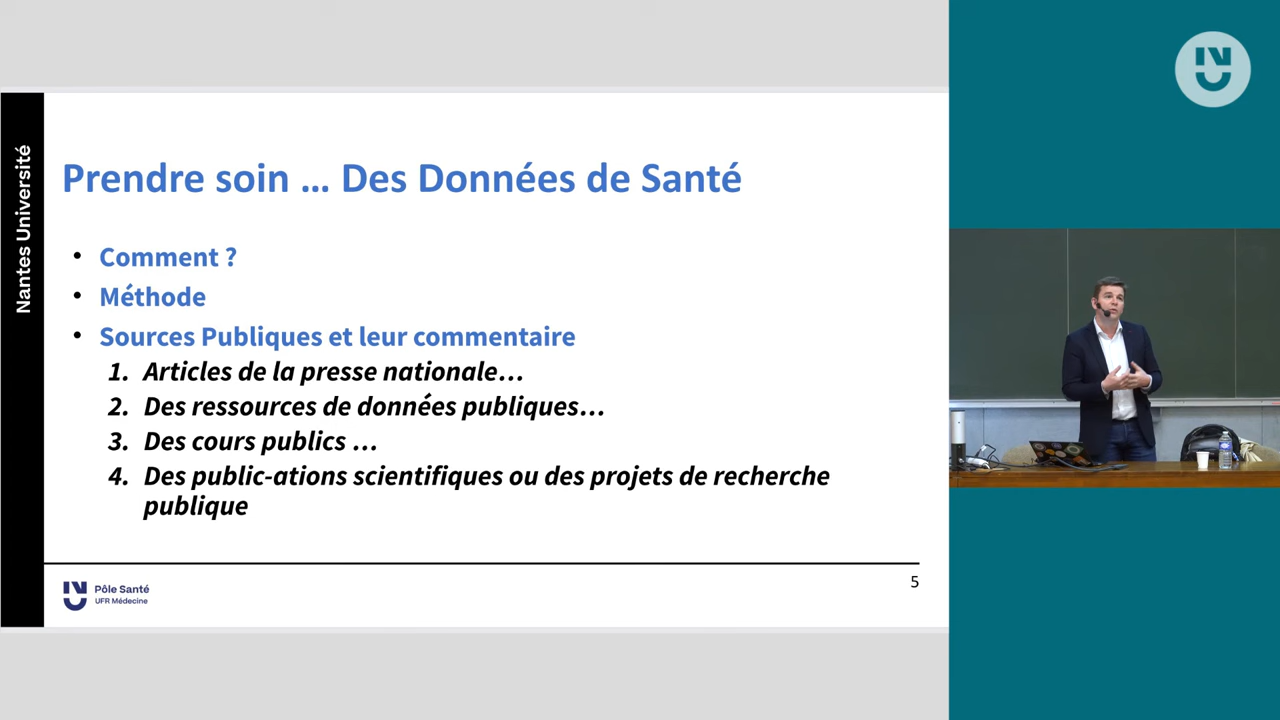 Nantes Université
Prendre soin … Des Données de Santé
• Comment ?
• Méthode
• Sources Publiques et leur commentaire
1. Articles de la presse nationale…
2. Des ressources de données publiques…
3. Des cours publics …
4. Des public-ations scientifiques ou des projets de recherche
publique
Pôle Santé
UFR Médecine
5